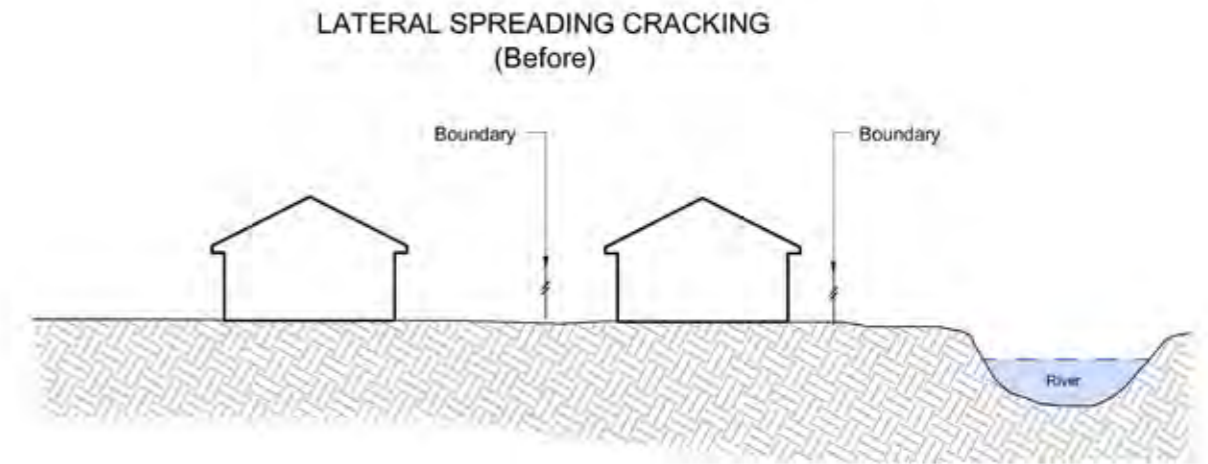 LATERAL SPREADING CRACKING
(Before)
Boundary
Boundary
River